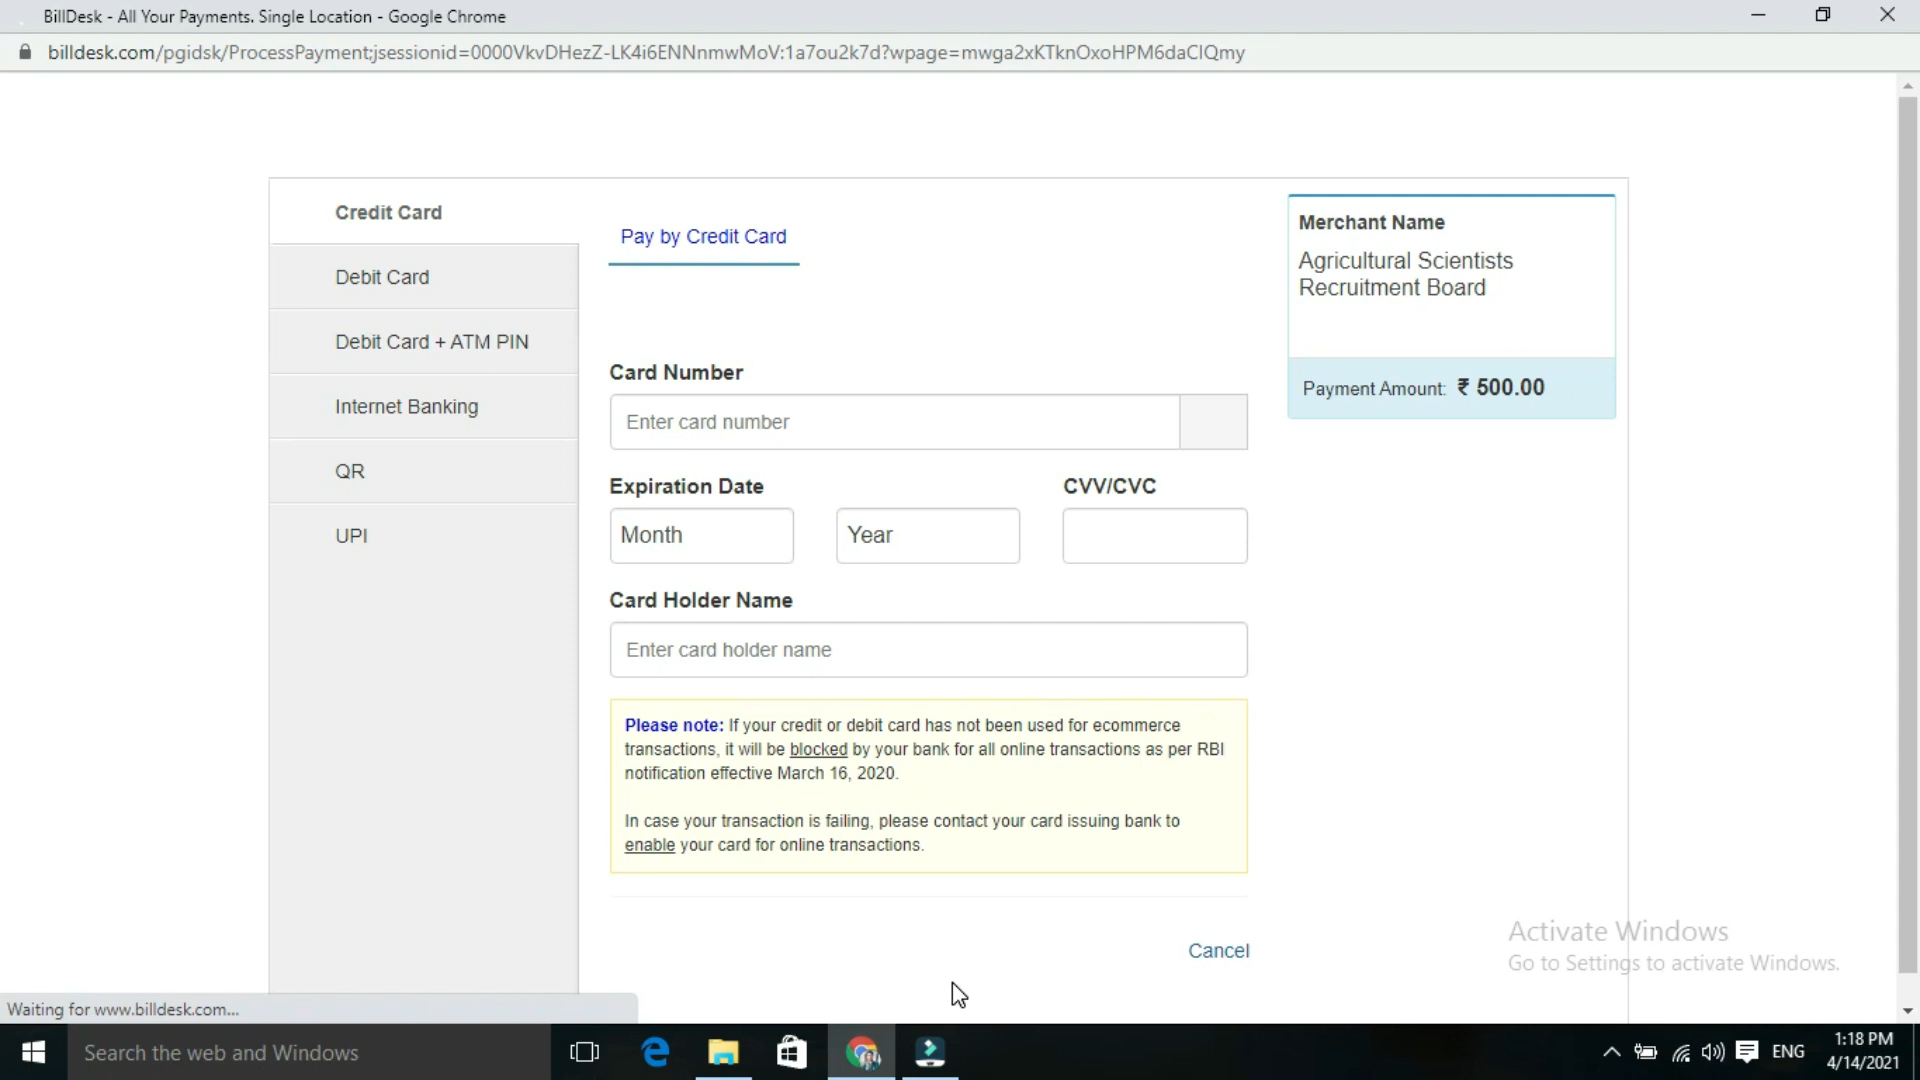 BillDesk - All Your Payments. Single Location - Google Chrome
billdesk.com/pgidsk/ProcessPayment;jsessionid=0000VkvDHezZ-LK4i6ENNnmwMoV:1a7ou2k7d?wpage=mwga2xKTknOxoHPM6daCIQmy
Credit Card
Debit Card
Debit Card + ATM PIN
Internet Banking
QR
UPI
Pay by Credit Card
Card Number
Enter card number
Expiration Date
CVV/CVC
Month
Year
Card Holder Name
Enter card holder name
Please note: If your credit or debit card has not been used for ecommerce
transactions, it will be blocked by your bank for all online transactions as per RBI
notification effective March 16, 2020.
In case your transaction is failing, please contact your card issuing bank to
enable your card for online transactions.
Cancel
Merchant Name
Agricultural Scientists
Recruitment Board
Payment Amount: ₹ 500.00
Activate Windows
Go to Settings to activate Windows.
Waiting for www.billdesk.com...
Search the web and Windows
ENG
1:18 PM
4/14/2021